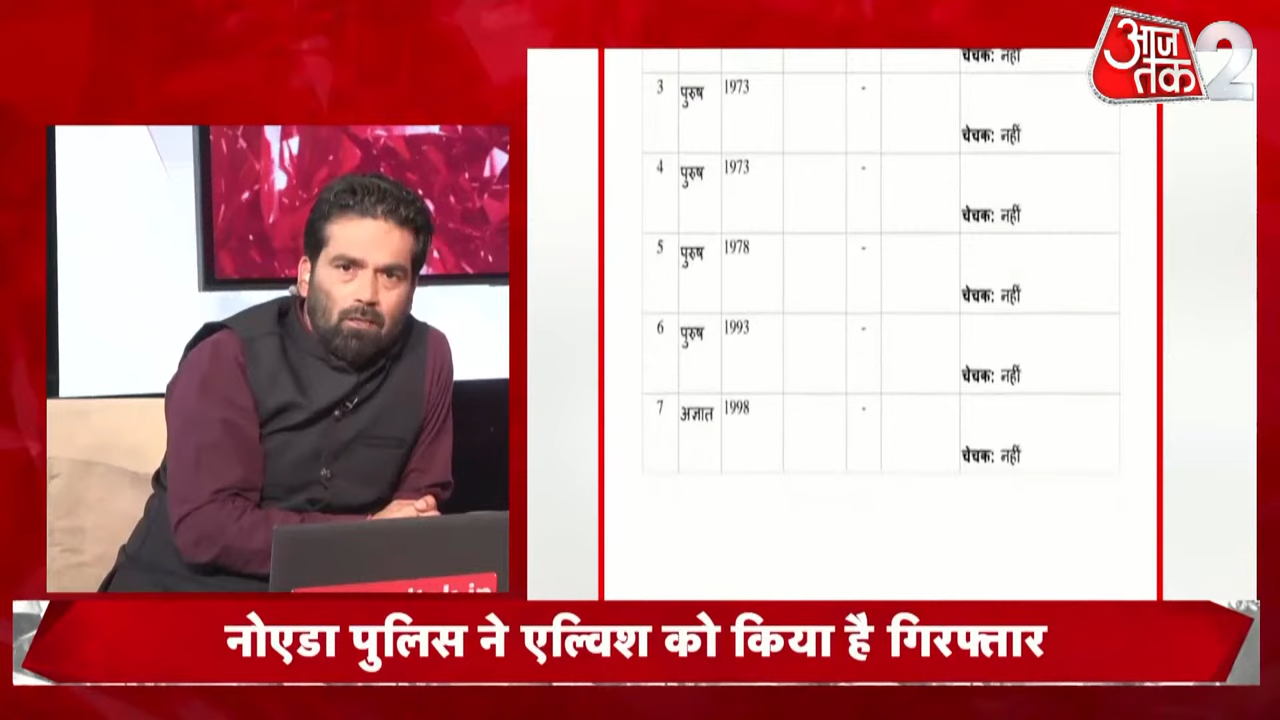 आज
तक 2
चेचक: नहीं
3 पुरुष 1973 -
चेचक: नहीं
4 पुरुष 1973 -
चेचक: नहीं
5 पुरुष 1978 -
चेचक: नहीं
6 पुरुष 1993 -
चेचक: नहीं
7 अज्ञात 1998 -
चेचक: नहीं
नोएडा पुलिस ने एल्विश को किया है गिरफ्तार